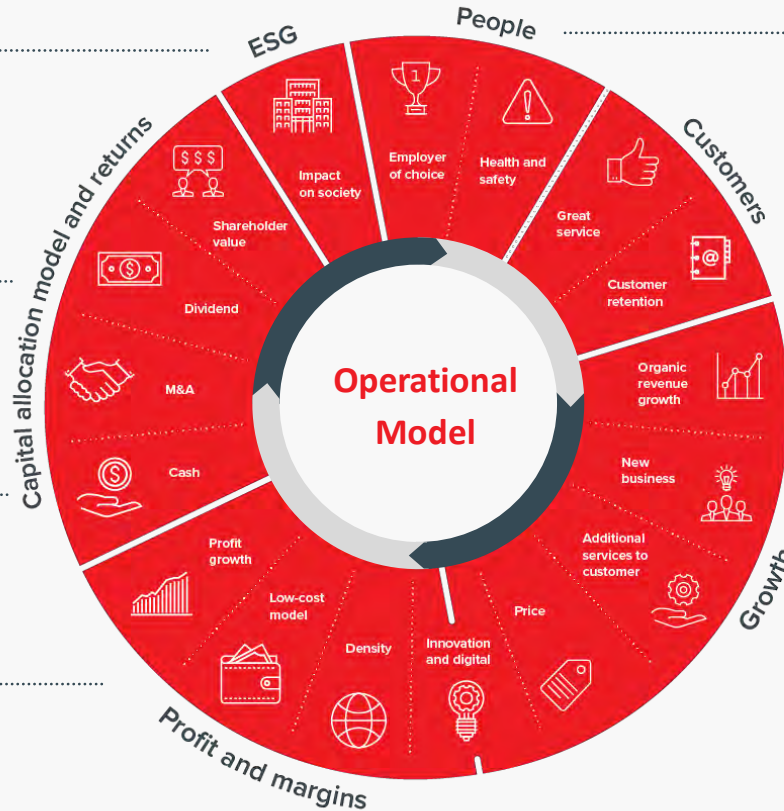 ESG
People
Customers
Growth
Profit and margins
Capital allocation model and returns
Impact
on society
1
Employer
of choice
Health and
safety
Great
service
@
Customer
retention
Organic
revenue
growth
New
business
Additional
services to
customer
Price
Innovation
and digital
Density
Low-cost
model
Profit
growth
$
Cash
M&A
$
Dividend
$ $ $
Shareholder
value
Operational
Model